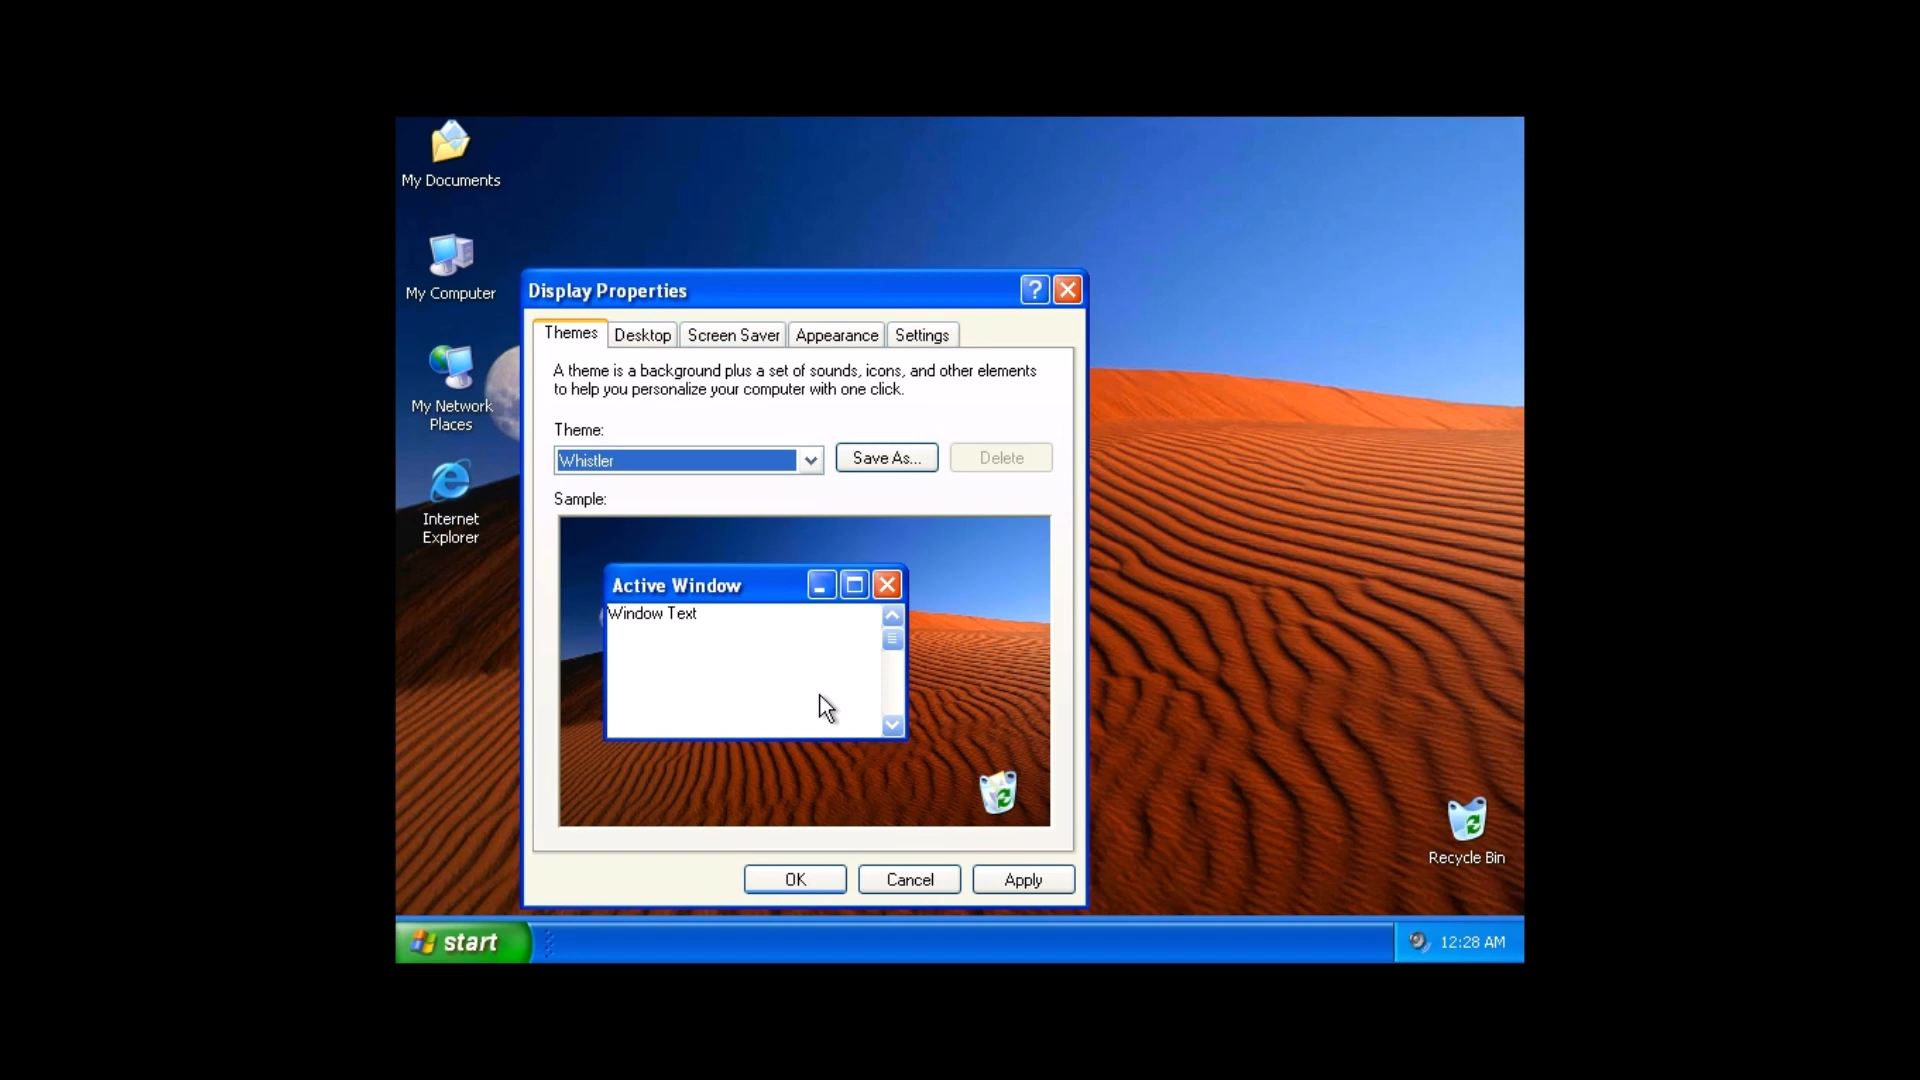 My Documents
My Computer
My Network
Places
Internet
Explorer
Display Properties
?
Themes
Desktop
Screen Saver
Appearance
Settings
A theme is a background plus a set of sounds, icons, and other elements
to help you personalize your computer with one click.
Theme:
Whistler
Save As...
Delete
Sample:
Active Window
Window Text
OK
Cancel
Apply
Recycle Bin
start
12:28 AM